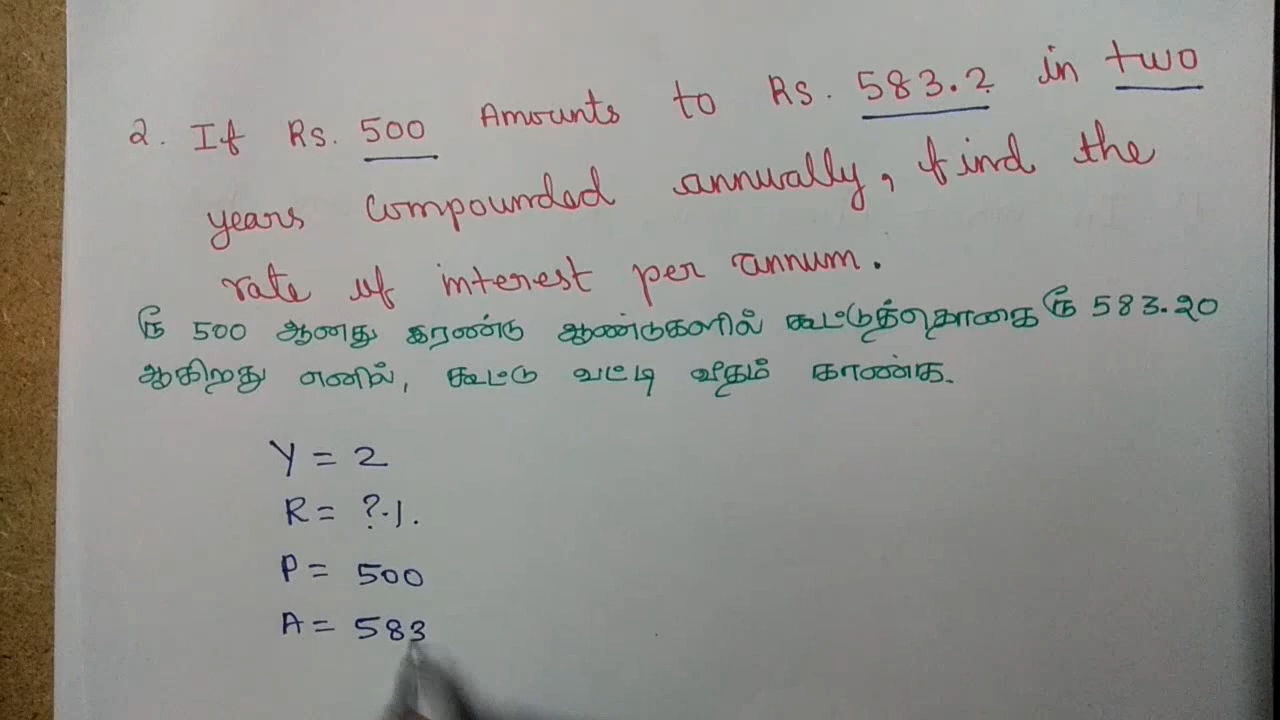 2. If Rs. 500 Amounts to Rs. 583.2 in two
years compounded annually, find the
rate of interest per annum.
ரூ 500 ஆனது இரண்டு ஆண்டுகளில் கூட்டுத்தொகை ரூ 583.20
ஆகிறது எனில், கூட்டு வட்டி வீதம் காண்க.
Y = 2
R = ?%
P = 500
A = 583